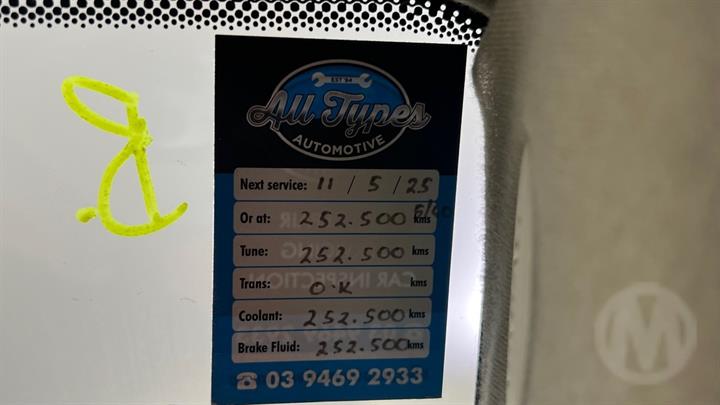 EST '94
All Types
AUTOMOTIVE
Next service: 11 / 5 / 25
Or at: 252.500 kms
Tune: 252.500 kms
Trans: O.K kms
Coolant: 252.500 kms
Brake Fluid: 252.500 kms
☎ 03 9469 2933
M